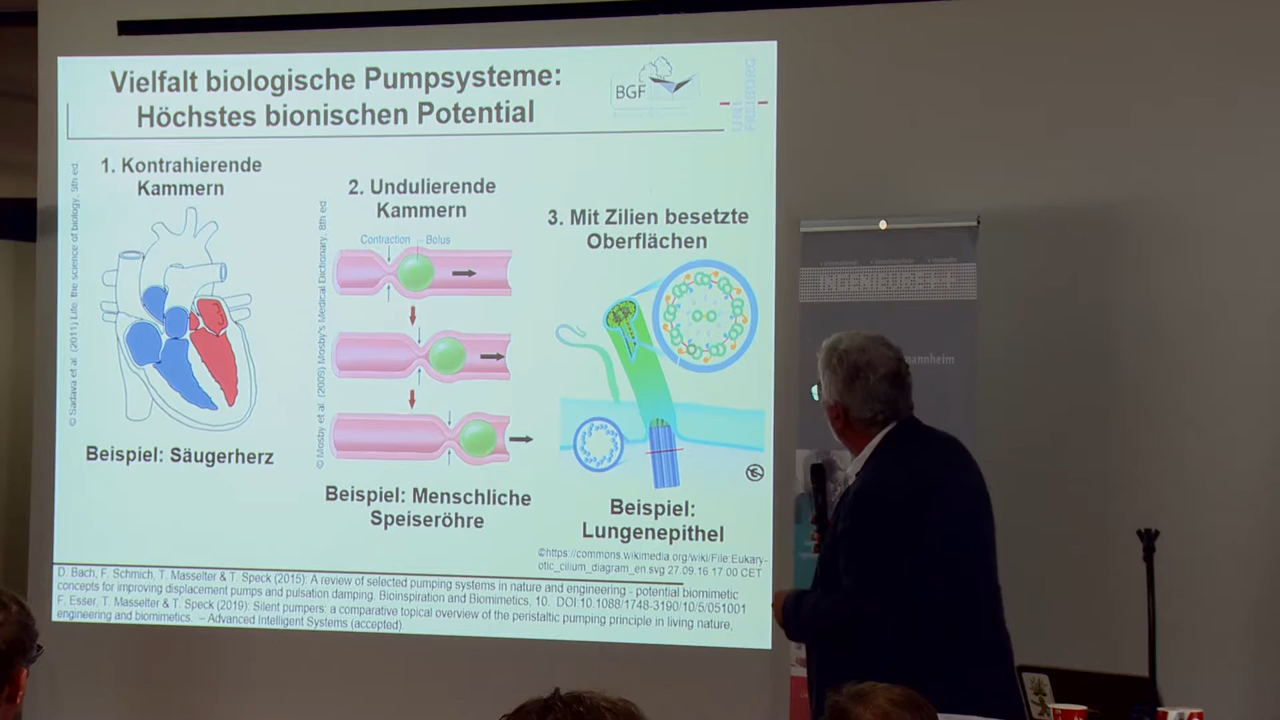 Vielfalt biologische Pumpsysteme:
Höchstes bionischen Potential
BGF
UNI
FREIBURG
1. Kontrahierende
Kammern
© Sadava et al. (2011) Life, the science of biology, 9th ed.
Beispiel: Säugerherz
2. Undulierende
Kammern
© Mosby et al. (2009) Mosby's Medical Dictionary, 8th ed.
Contraction Bolus
Beispiel: Menschliche
Speiseröhre
3. Mit Zilien besetzte
Oberflächen
Beispiel:
Lungenepithel
©https://commons.wikimedia.org/wiki/File:Eukary-
otic_cilium_diagram_en.svg 27.09.16 17:00 CET
D. Bach, F. Schmich, T. Masselter & T. Speck (2015): A review of selected pumping systems in nature and engineering - potential biomimetic
concepts for improving displacement pumps and pulsation damping. Bioinspiration and Biomimetics, 10. DOI:10.1088/1748-3190/10/5/051001
F. Esser, T. Masselter & T. Speck (2019): Silent pumpers: a comparative topical overview of the peristaltic pumping principle in living nature,
engineering and biomimetics. – Advanced Intelligent Systems (accepted)
mannheim